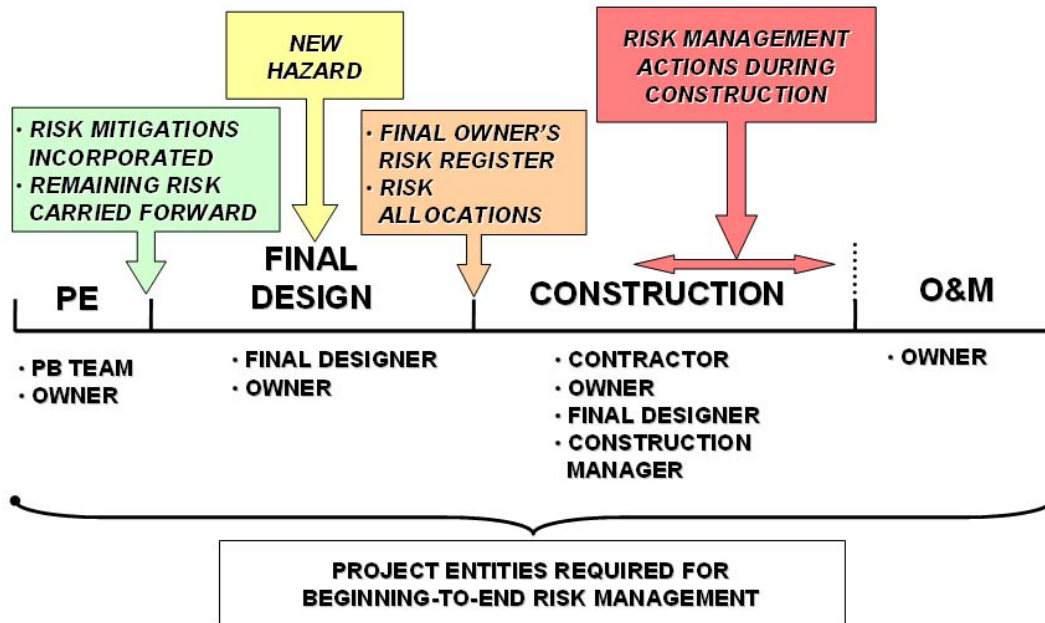 NEW
HAZARD
RISK MANAGEMENT
ACTIONS DURING
CONSTRUCTION
· RISK MITIGATIONS
INCORPORATED
· REMAINING RISK
CARRIED FORWARD
· FINAL OWNER'S
RISK REGISTER
· RISK
ALLOCATIONS
PE
FINAL
DESIGN
CONSTRUCTION
O&M
· PB TEAM
· OWNER
· FINAL DESIGNER
· OWNER
· CONTRACTOR
· OWNER
· FINAL DESIGNER
· CONSTRUCTION
MANAGER
· OWNER
PROJECT ENTITIES REQUIRED FOR
BEGINNING-TO-END RISK MANAGEMENT